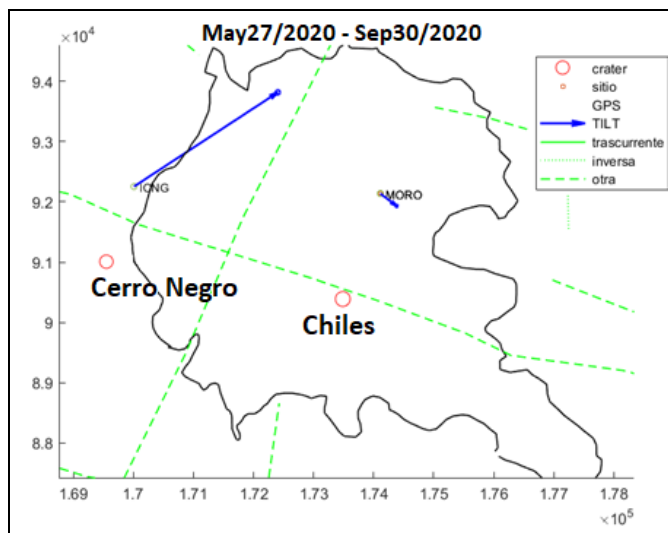 May27/2020 - Sep30/2020
×10⁴
9.4
9.3
9.2
9.1
9
8.9
8.8
crater
sitio
GPS
TILT
trascurrente
inversa
otra
ICNG
MORO
Cerro Negro
Chiles
1.69 1.7 1.71 1.72 1.73 1.74 1.75 1.76 1.77 1.78
×10⁵